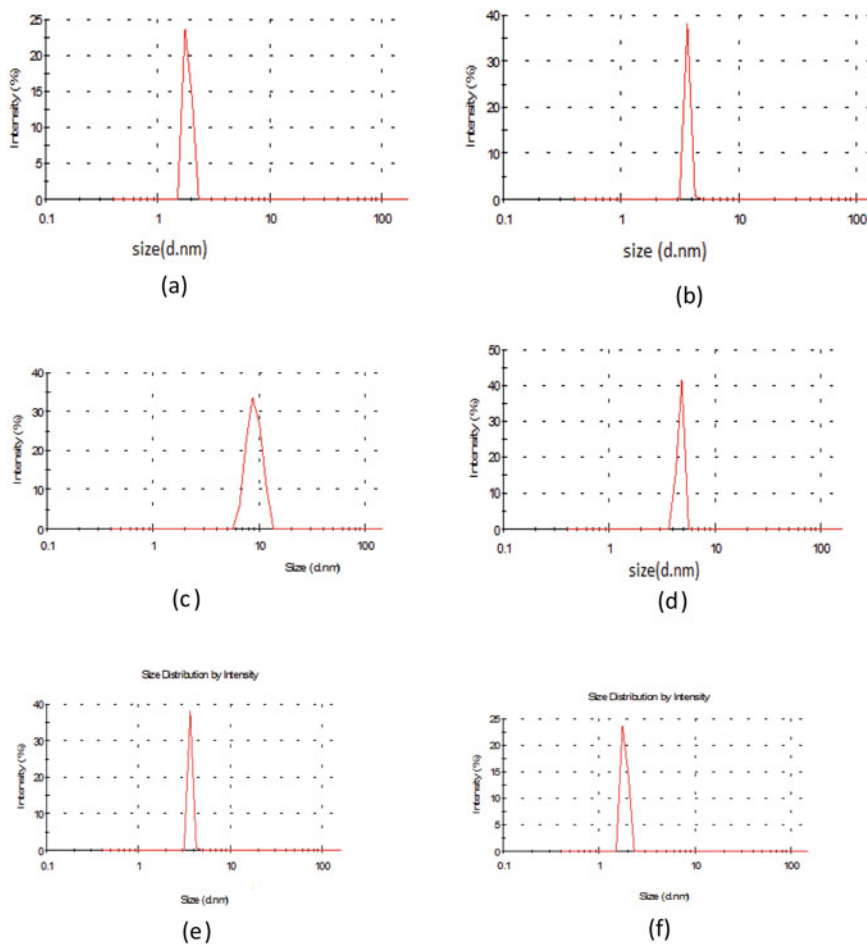 25
20
15
10
5
0
Intensity (%)
0.1 1 10 100
size(d.nm)
(a)
40
30
20
10
0
Intensity (%)
0.1 1 10 100
size (d.nm)
(b)
40
30
20
10
0
Intensity (%)
0.1 1 10 100
Size (d.nm)
(c)
50
40
30
20
10
0
Intensity (%)
0.1 1 10 100
size(d.nm)
(d)
Size Distribution by Intensity
40
30
20
10
0
Intensity (%)
0.1 1 10 100
Size (d.nm)
(e)
Size Distribution by Intensity
25
20
15
10
5
0
Intensity (%)
0.1 1 10 100
Size (d.nm)
(f)